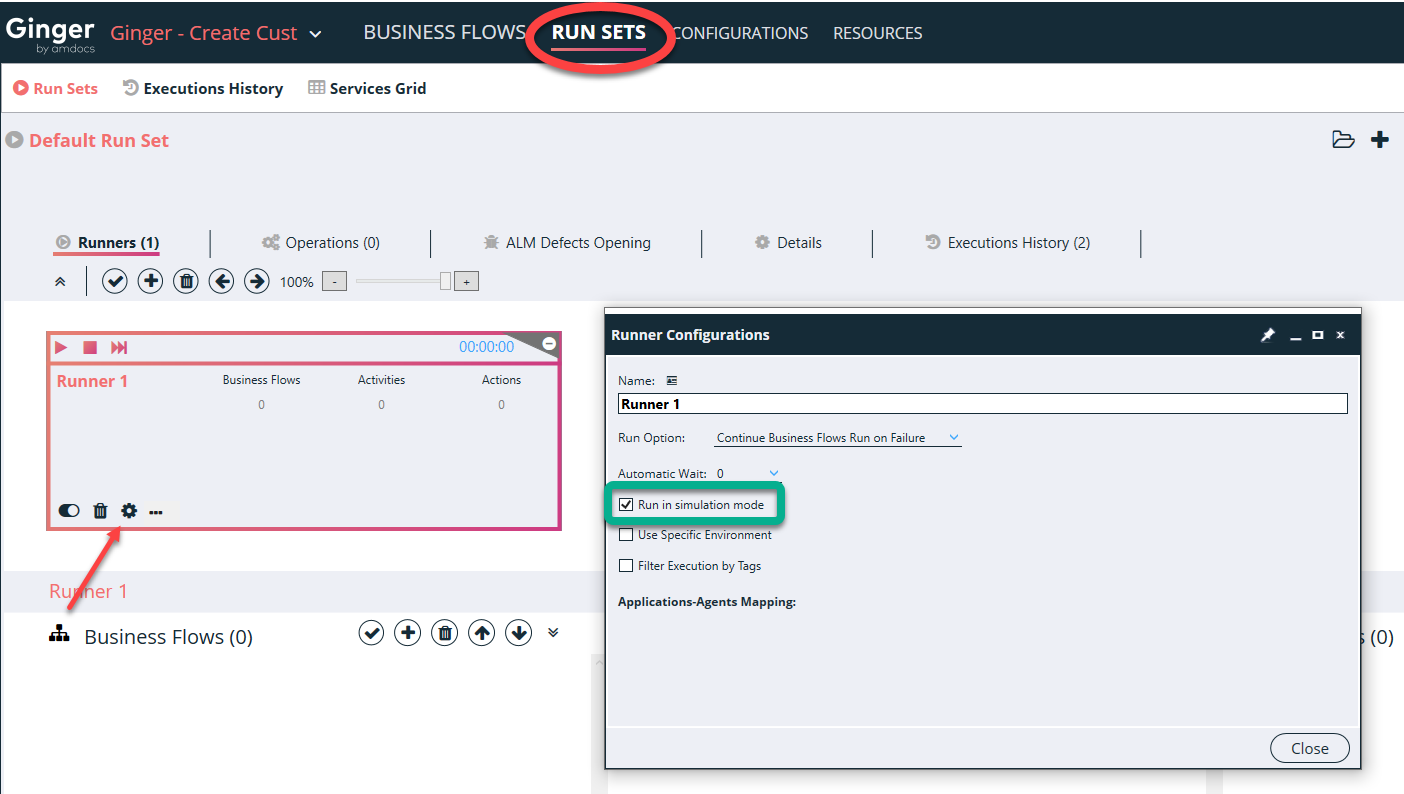 Ginger
by amdocs
Ginger - Create Cust
BUSINESS FLOWS
RUN SETS
CONFIGURATIONS
RESOURCES
Run Sets
Executions History
Services Grid
Default Run Set
Runners (1)
Operations (0)
ALM Defects Opening
Details
Executions History (2)
100%
-
+
00:00:00
Runner 1
Business Flows
Activities
Actions
0
0
0
Runner 1
Business Flows (0)
Runner Configurations
Name:
Runner 1
Run Option:
Continue Business Flows Run on Failure
Automatic Wait:
0
Run in simulation mode
Use Specific Environment
Filter Execution by Tags
Applications-Agents Mapping:
Close
s (0)